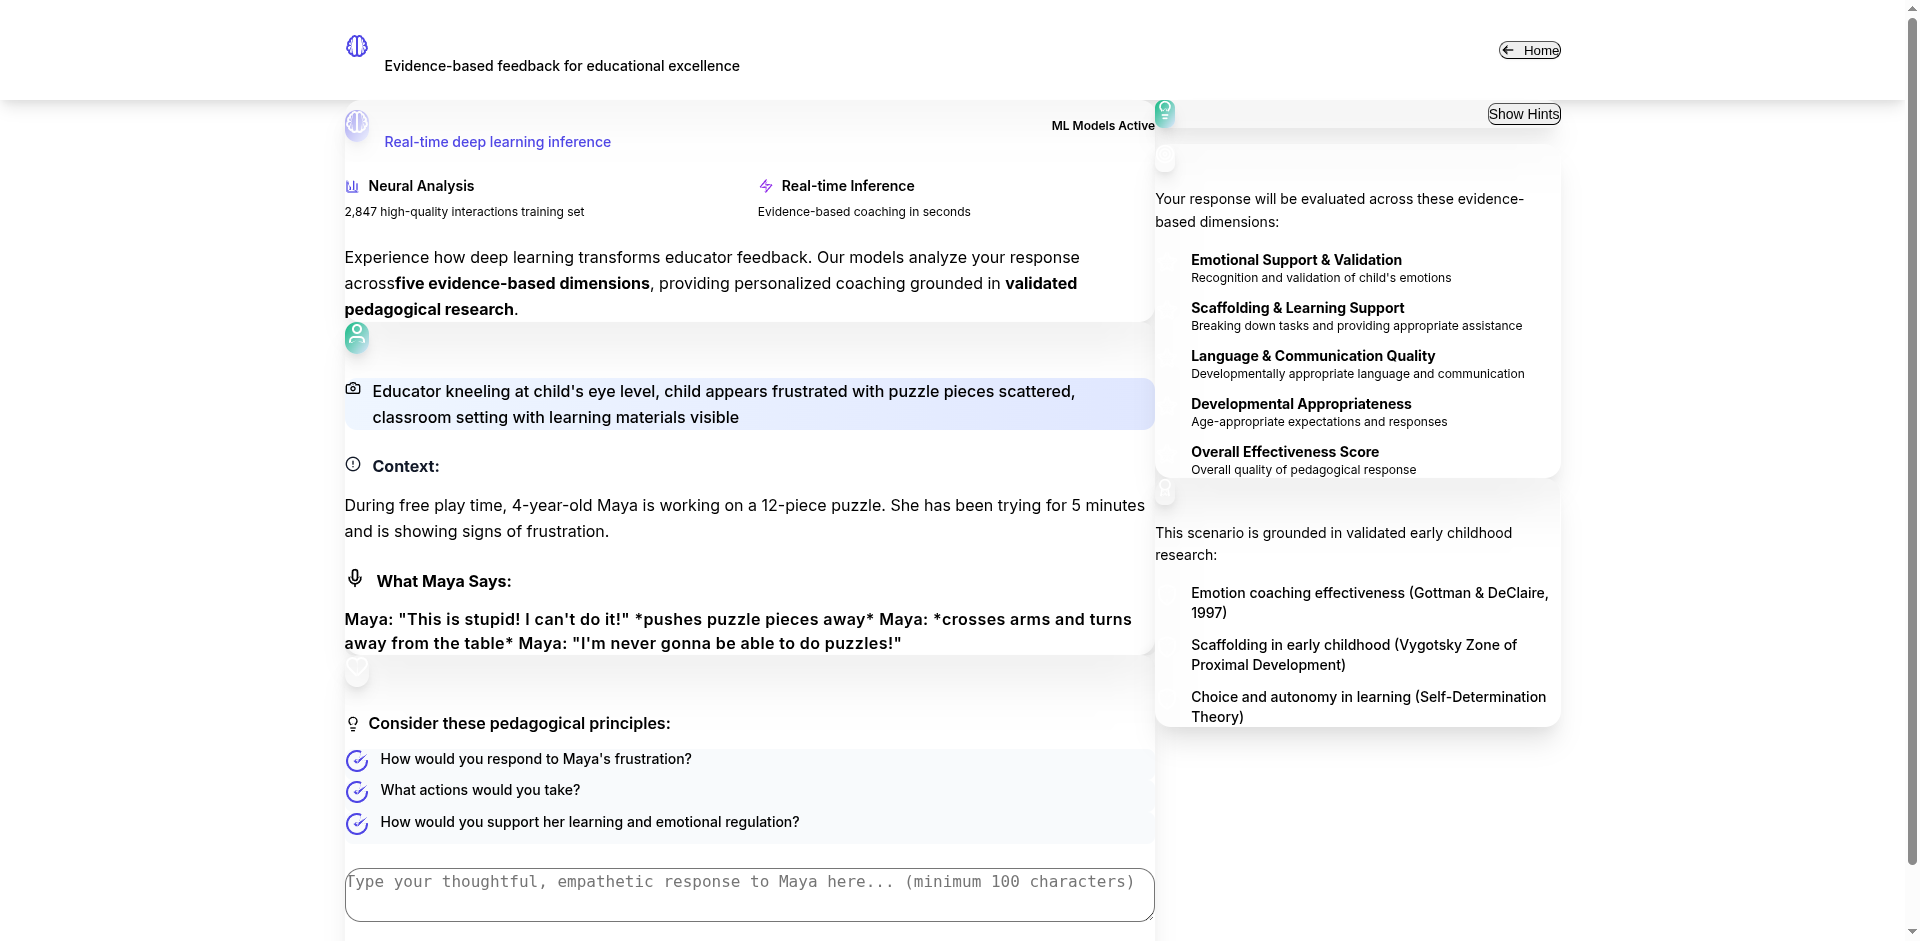 Evidence-based feedback for educational excellence
Home
Real-time deep learning inference
ML Models Active
Neural Analysis
2,847 high-quality interactions training set
Real-time Inference
Evidence-based coaching in seconds
Experience how deep learning transforms educator feedback. Our models analyze your response
acrossfive evidence-based dimensions, providing personalized coaching grounded in validated
pedagogical research.
Educator kneeling at child's eye level, child appears frustrated with puzzle pieces scattered,
classroom setting with learning materials visible
Context:
During free play time, 4-year-old Maya is working on a 12-piece puzzle. She has been trying for 5 minutes
and is showing signs of frustration.
What Maya Says:
Maya: "This is stupid! I can't do it!" *pushes puzzle pieces away* Maya: *crosses arms and turns
away from the table* Maya: "I'm never gonna be able to do puzzles!"
Consider these pedagogical principles:
How would you respond to Maya's frustration?
What actions would you take?
How would you support her learning and emotional regulation?
Type your thoughtful, empathetic response to Maya here... (minimum 100 characters)
Show Hints
Your response will be evaluated across these evidence-
based dimensions:
Emotional Support & Validation
Recognition and validation of child's emotions
Scaffolding & Learning Support
Breaking down tasks and providing appropriate assistance
Language & Communication Quality
Developmentally appropriate language and communication
Developmental Appropriateness
Age-appropriate expectations and responses
Overall Effectiveness Score
Overall quality of pedagogical response
This scenario is grounded in validated early childhood
research:
Emotion coaching effectiveness (Gottman & DeClaire,
1997)
Scaffolding in early childhood (Vygotsky Zone of
Proximal Development)
Choice and autonomy in learning (Self-Determination
Theory)